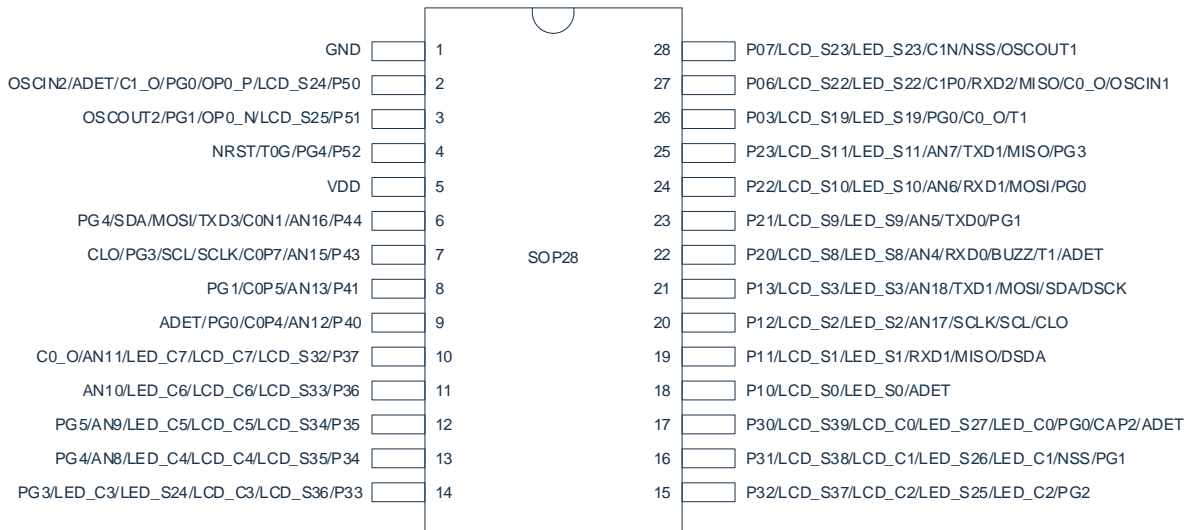 GND 1 28 P07/LCD_S23/LED_S23/C1N/NSS/OSCOUT1
OSCIN2/ADET/C1_O/PG0/OP0_P/LCD_S24/P50 2 27 P06/LCD_S22/LED_S22/C1P0/RXD2/MISO/C0_O/OSCIN1
OSCOUT2/PG1/OP0_N/LCD_S25/P51 3 26 P03/LCD_S19/LED_S19/PG0/C0_O/T1
NRST/T0G/PG4/P52 4 25 P23/LCD_S11/LED_S11/AN7/TXD1/MISO/PG3
VDD 5 24 P22/LCD_S10/LED_S10/AN6/RXD1/MOSI/PG0
PG4/SDA/MOSI/TXD3/C0N1/AN16/P44 6 23 P21/LCD_S9/LED_S9/AN5/TXD0/PG1
CLO/PG3/SCL/SCLK/C0P7/AN15/P43 7 SOP28 22 P20/LCD_S8/LED_S8/AN4/RXD0/BUZZ/T1/ADET
PG1/C0P5/AN13/P41 8 21 P13/LCD_S3/LED_S3/AN18/TXD1/MOSI/SDA/DSCK
ADET/PG0/C0P4/AN12/P40 9 20 P12/LCD_S2/LED_S2/AN17/SCLK/SCL/CLO
C0_O/AN11/LED_C7/LCD_C7/LCD_S32/P37 10 19 P11/LCD_S1/LED_S1/RXD1/MISO/DSDA
AN10/LED_C6/LCD_C6/LCD_S33/P36 11 18 P10/LCD_S0/LED_S0/ADET
PG5/AN9/LED_C5/LCD_C5/LCD_S34/P35 12 17 P30/LCD_S39/LCD_C0/LED_S27/LED_C0/PG0/CAP2/ADET
PG4/AN8/LED_C4/LCD_C4/LCD_S35/P34 13 16 P31/LCD_S38/LCD_C1/LED_S26/LED_C1/NSS/PG1
PG3/LED_C3/LED_S24/LCD_C3/LCD_S36/P33 14 15 P32/LCD_S37/LCD_C2/LED_S25/LED_C2/PG2